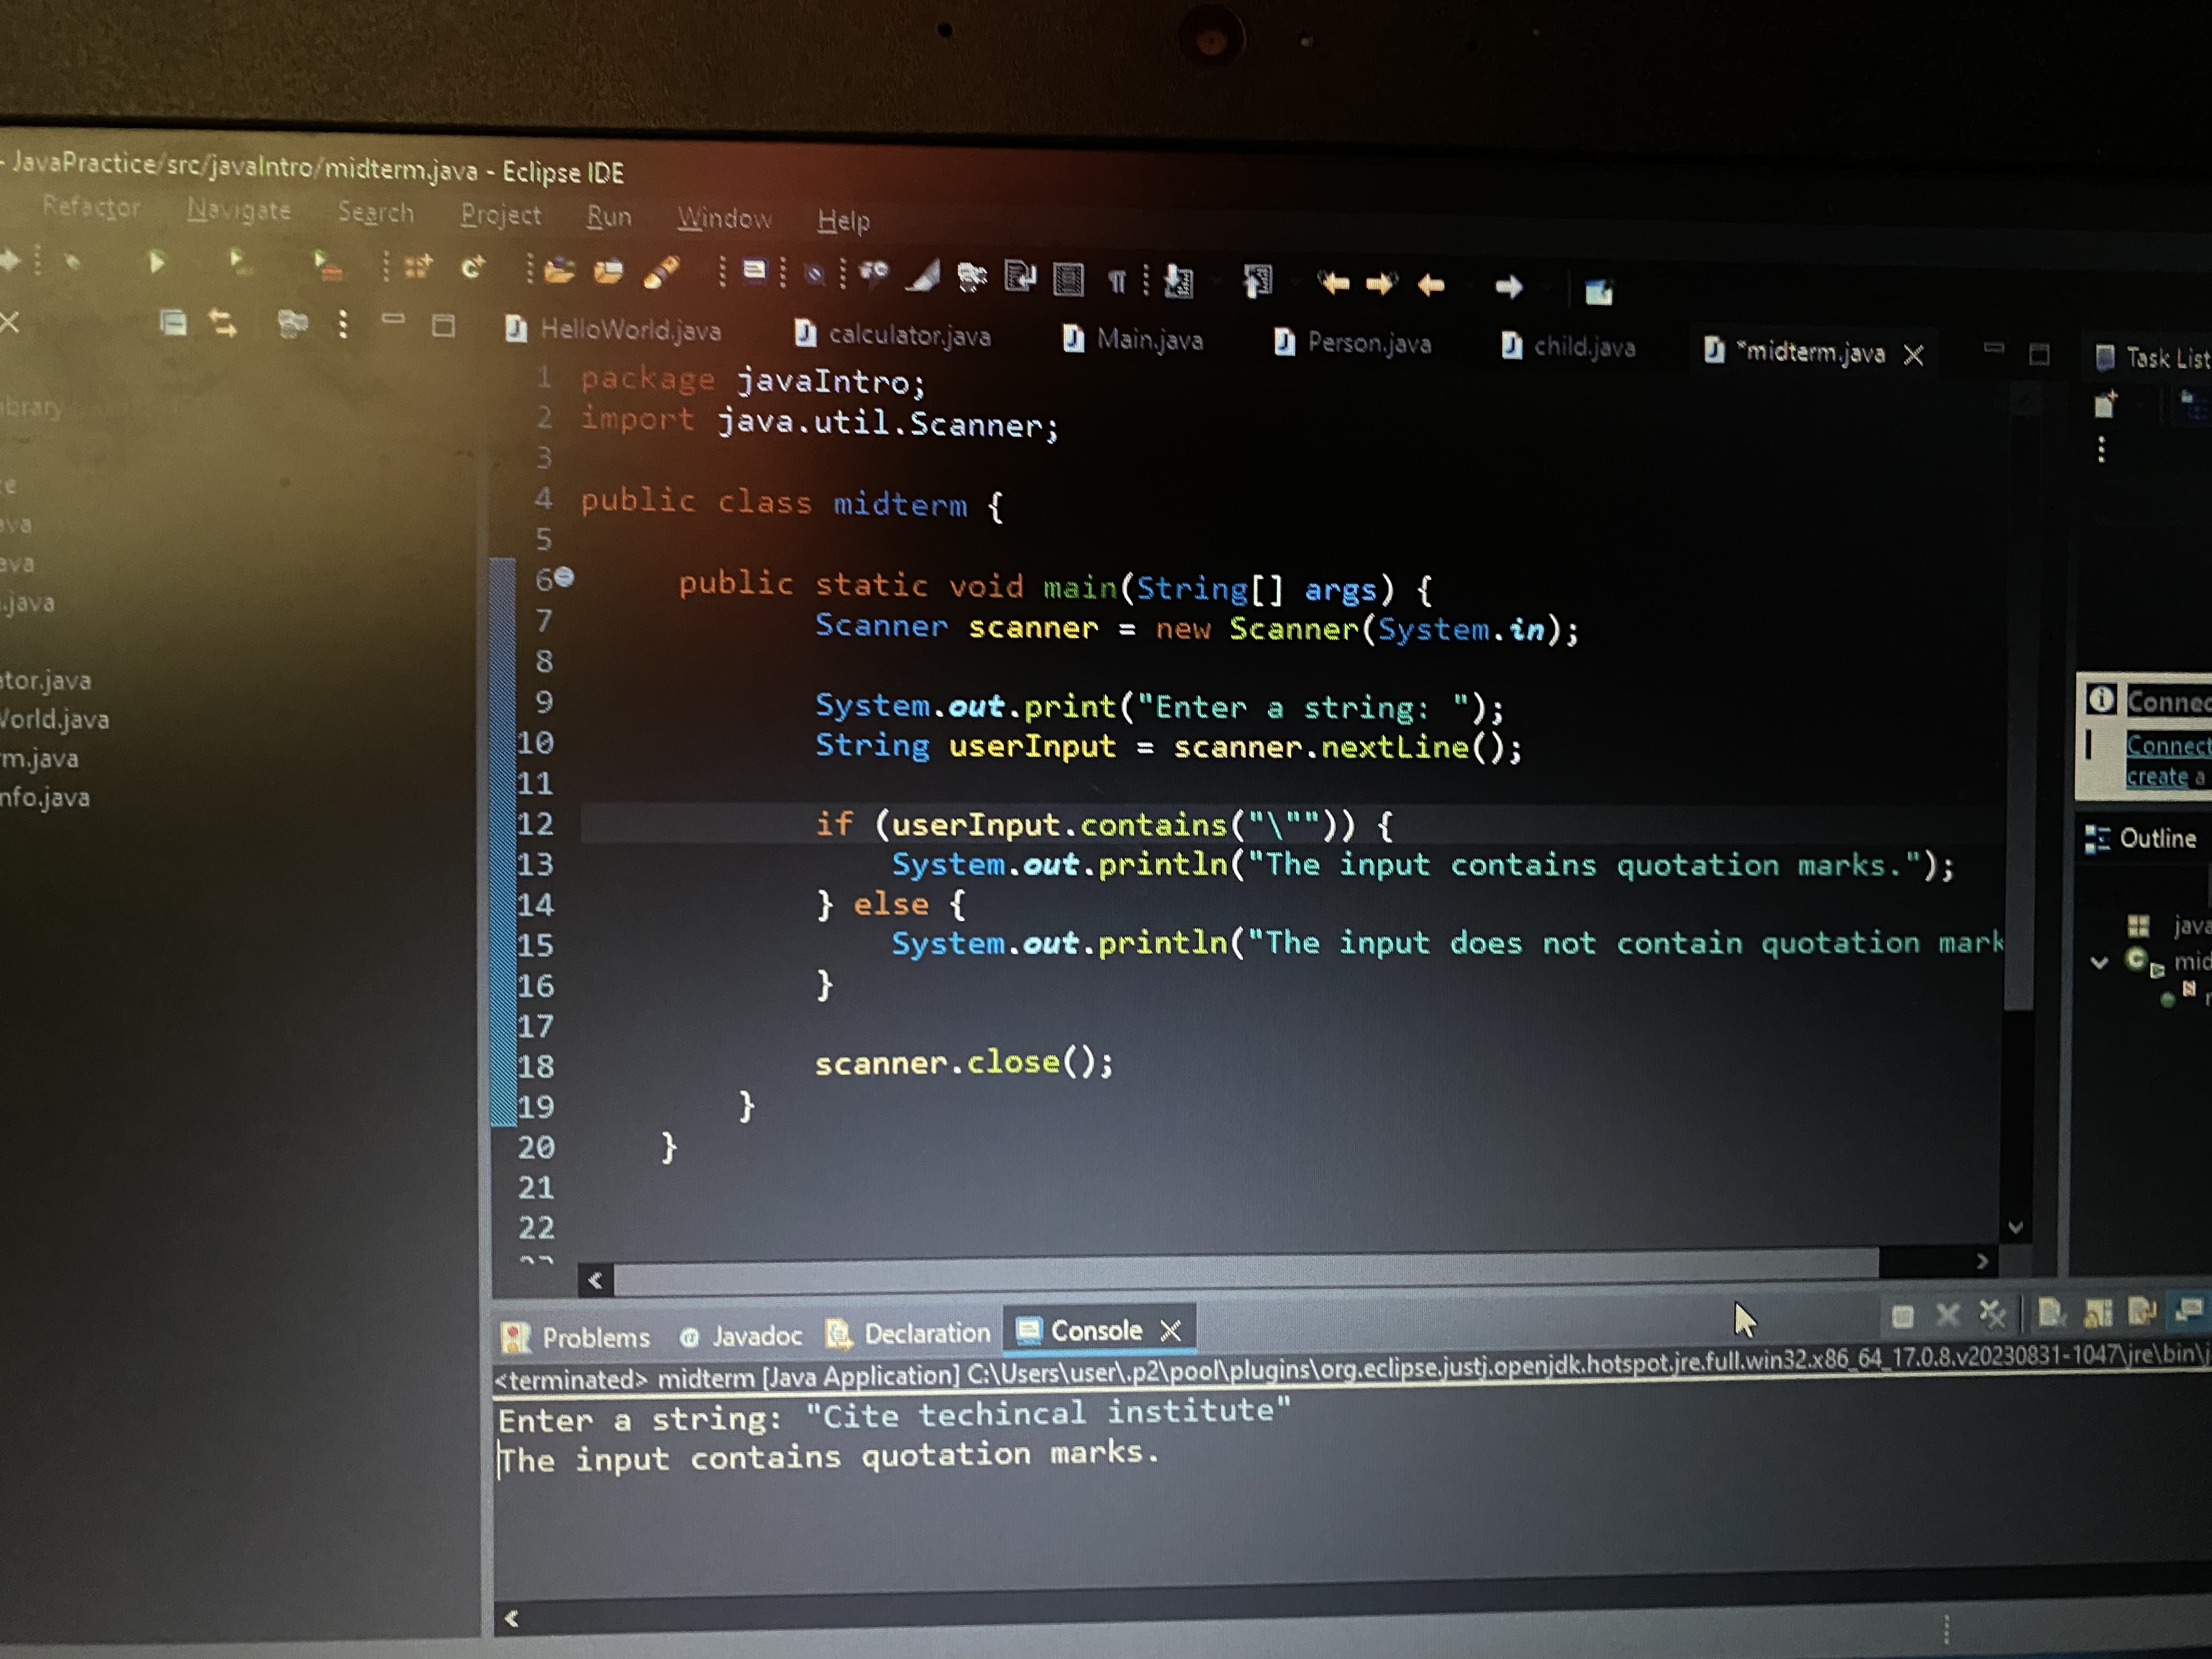 - JavaPractice/src/javaIntro/midterm.java - Eclipse IDE
Refactor Navigate Search Project Run Window Help
HelloWorld.java calculator.java Main.java Person.java child.java *midterm.java Task List
1 package javaIntro;
2 import java.util.Scanner;
3
4 public class midterm {
5
6 public static void main(String[] args) {
7 Scanner scanner = new Scanner(System.in);
8
9 System.out.print("Enter a string: ");
10 String userInput = scanner.nextLine();
11
12 if (userInput.contains("\"")) {
13 System.out.println("The input contains quotation marks.");
14 } else {
15 System.out.println("The input does not contain quotation mark
16 }
17
18 scanner.close();
19 }
20 }
21
22
ibrary
ava
ava
.java
ator.java
World.java
m.java
nfo.java
Connec
Connect
create a
Outline
java
mid
Problems Javadoc Declaration Console
<terminated> midterm [Java Application] C:\Users\user\.p2\pool\plugins\org.eclipse.justj.openjdk.hotspot.jre.full.win32.x86_64_17.0.8.v20230831-1047\jre\bin\j
Enter a string: "Cite techincal institute"
The input contains quotation marks.